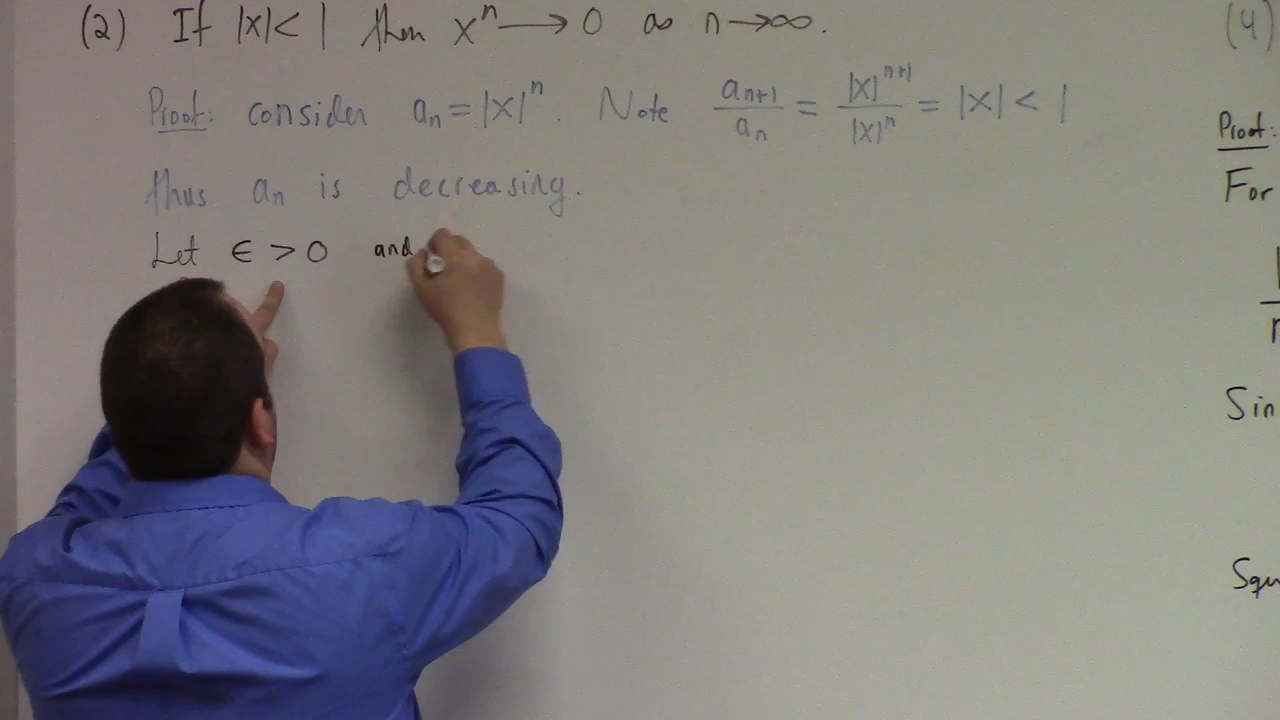 (2) If |x| < 1 then xⁿ → 0 as n → ∞.
Proof: consider aₙ = |x|ⁿ. Note aₙ₊₁/aₙ = |x|ⁿ⁺¹/|x|ⁿ = |x| < 1
thus aₙ is decreasing.
Let ∈ > 0 and
(4)
Proof:
For
Sin
Squ